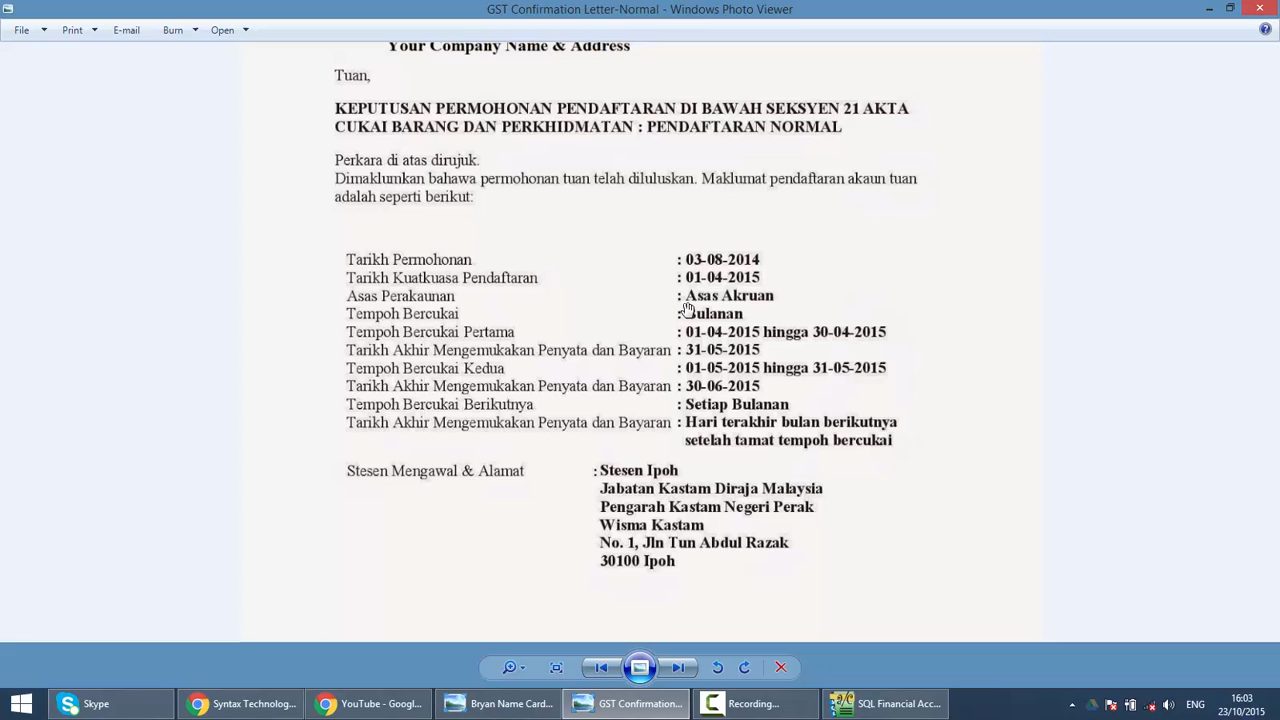 GST Confirmation Letter-Normal - Windows Photo Viewer
File Print E-mail Burn Open
Your Company Name & Address
Tuan,
KEPUTUSAN PERMOHONAN PENDAFTARAN DI BAWAH SEKSYEN 21 AKTA
CUKAI BARANG DAN PERKHIDMATAN : PENDAFTARAN NORMAL
Perkara di atas dirujuk.
Dimaklumkan bahawa permohonan tuan telah diluluskan. Maklumat pendaftaran akaun tuan
adalah seperti berikut:
Tarikh Permohonan : 03-08-2014
Tarikh Kuatkuasa Pendaftaran : 01-04-2015
Asas Perakaunan : Asas Akruan
Tempoh Bercukai : Bulanan
Tempoh Bercukai Pertama : 01-04-2015 hingga 30-04-2015
Tarikh Akhir Mengemukakan Penyata dan Bayaran : 31-05-2015
Tempoh Bercukai Kedua : 01-05-2015 hingga 31-05-2015
Tarikh Akhir Mengemukakan Penyata dan Bayaran : 30-06-2015
Tempoh Bercukai Berikutnya : Setiap Bulanan
Tarikh Akhir Mengemukakan Penyata dan Bayaran : Hari terakhir bulan berikutnya
setelah tamat tempoh bercukai
Stesen Mengawal & Alamat : Stesen Ipoh
Jabatan Kastam Diraja Malaysia
Pengarah Kastam Negeri Perak
Wisma Kastam
No. 1, Jln Tun Abdul Razak
30100 Ipoh
Skype Syntax Technolog... YouTube - Googl... Bryan Name Card... GST Confirmation... Recording... SQL Financial Acc... ENG 16:03
23/10/2015